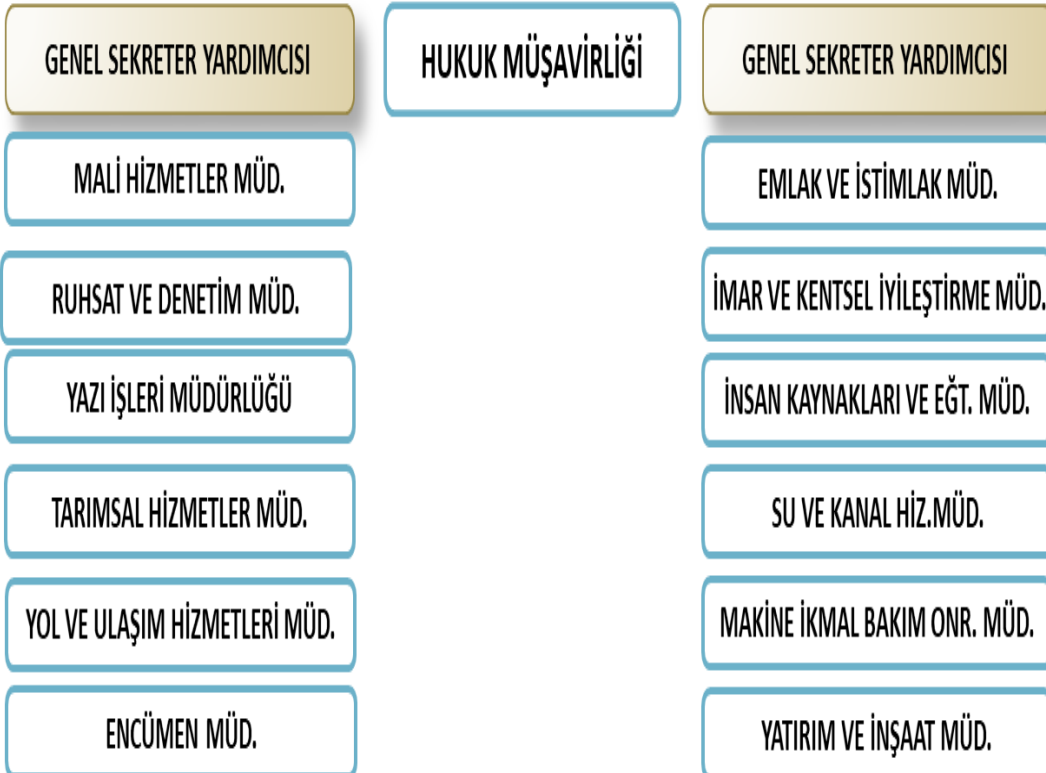 GENEL SEKRETER YARDIMCISI
HUKUK MÜŞAVİRLİĞİ
GENEL SEKRETER YARDIMCISI
MALİ HİZMETLER MÜD.
RUHSAT VE DENETİM MÜD.
YAZI İŞLERİ MÜDÜRLÜĞÜ
TARIMSAL HİZMETLER MÜD.
YOL VE ULAŞIM HİZMETLERİ MÜD.
ENCÜMEN MÜD.
EMLAK VE İSTİMLAK MÜD.
İMAR VE KENTSEL İYİLEŞTİRME MÜD.
İNSAN KAYNAKLARI VE EĞT. MÜD.
SU VE KANAL HİZ.MÜD.
MAKİNE İKMAL BAKIM ONR. MÜD.
YATIRIM VE İNŞAAT MÜD.